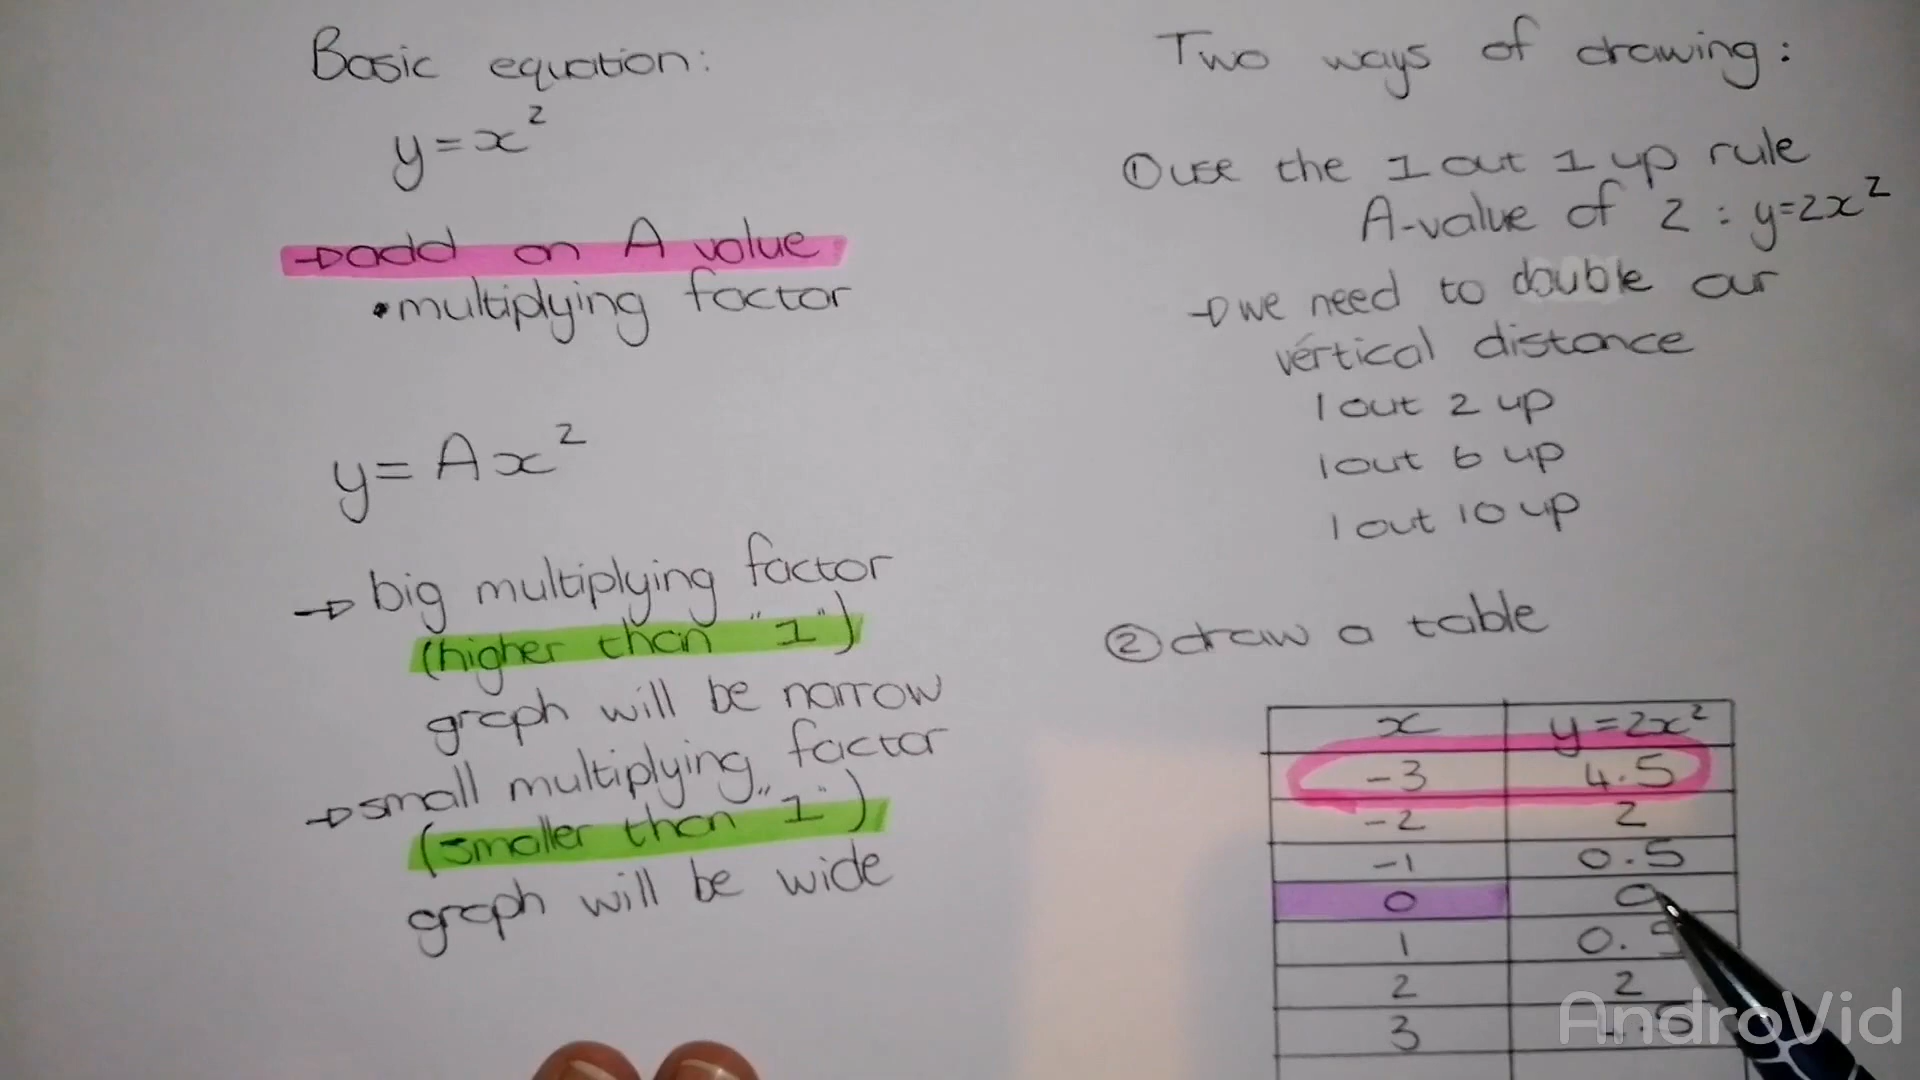 Basic equation:
y=x²
→add on A value
•multiplying factor
y=Ax²
→big multiplying factor
(higher than "1")
graph will be narrow
→small multiplying factor
(smaller than "1")
graph will be wide
Two ways of drawing:
① use the 1 out 1 up rule
A-value of 2 : y=2x²
→we need to double our
vertical distance
1 out 2 up
1 out 6 up
1 out 10 up
② draw a table
x y=2x²
-3 4.5
-2 2
-1 0.5
0 0
1 0.5
2 2
3
AndroVid